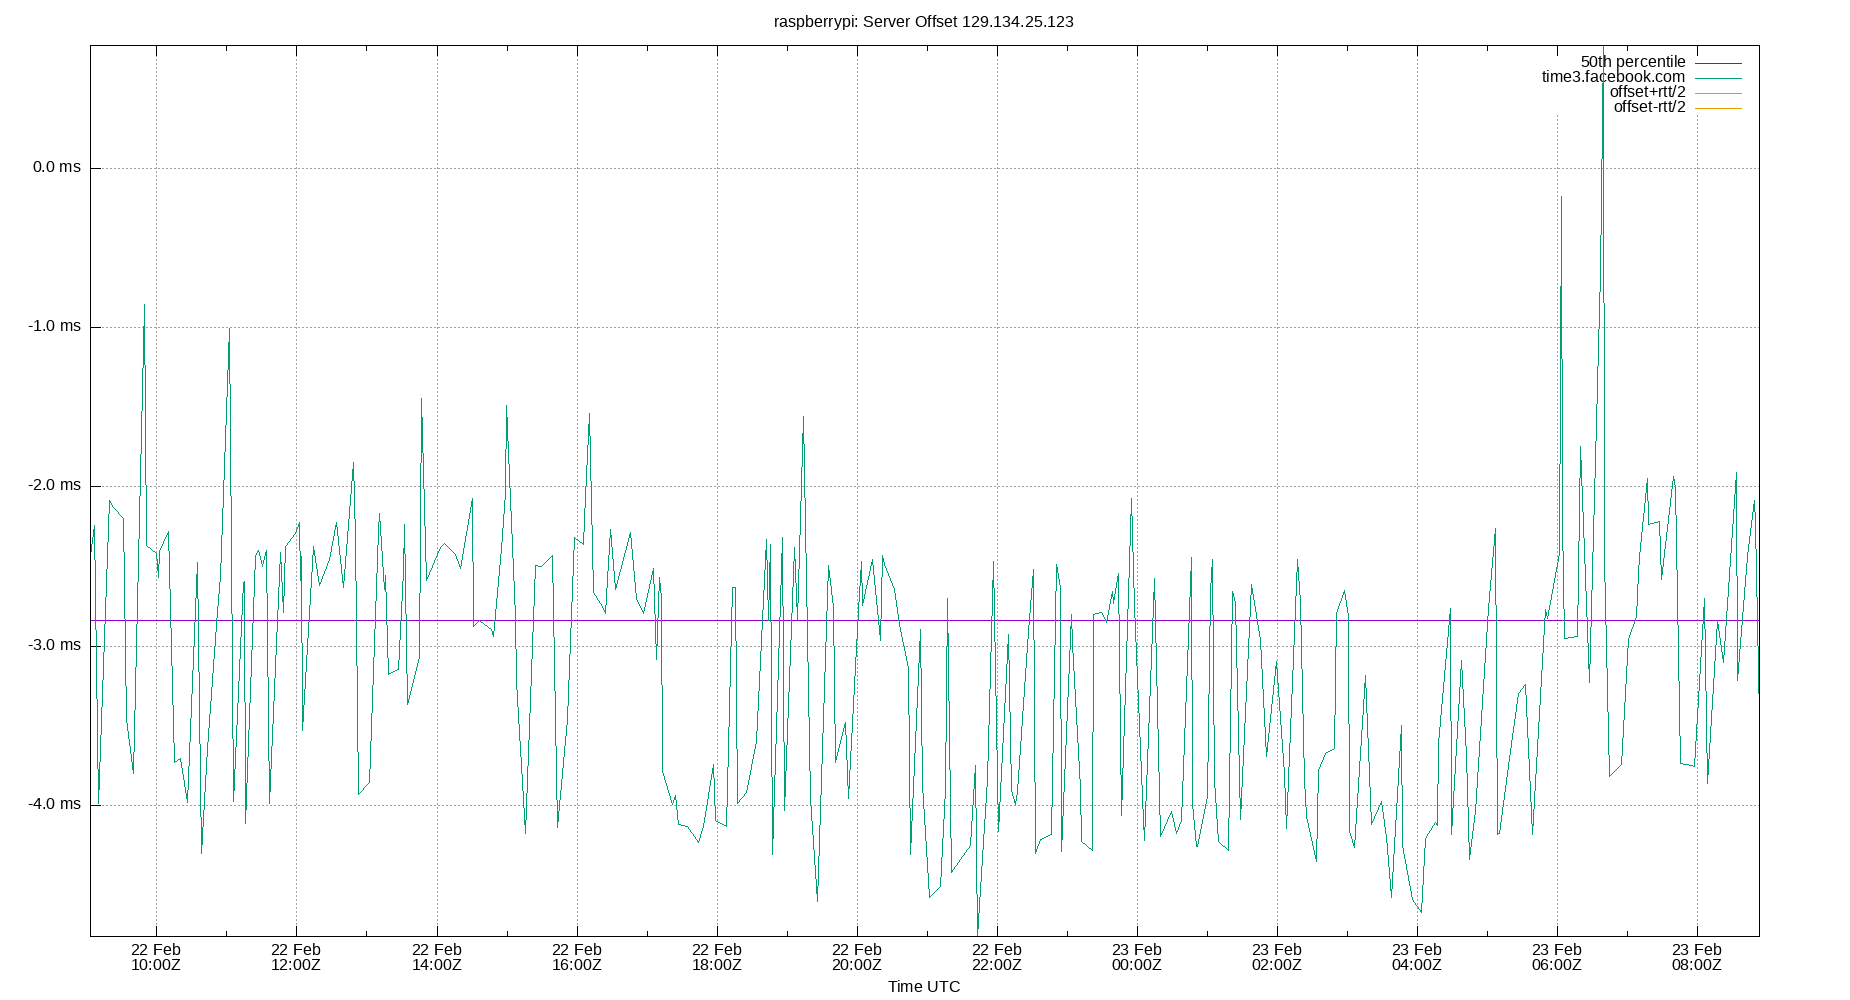 raspberrypi: Server Offset 129.134.25.123
50th percentile
time3.facebook.com
offset+rtt/2
offset-rtt/2
0.0 ms
-1.0 ms
-2.0 ms
-3.0 ms
-4.0 ms
22 Feb 22 Feb 22 Feb 22 Feb 22 Feb 22 Feb 22 Feb 23 Feb 23 Feb 23 Feb 23 Feb 23 Feb
10:00Z 12:00Z 14:00Z 16:00Z 18:00Z 20:00Z 22:00Z 00:00Z 02:00Z 04:00Z 06:00Z 08:00Z
Time UTC